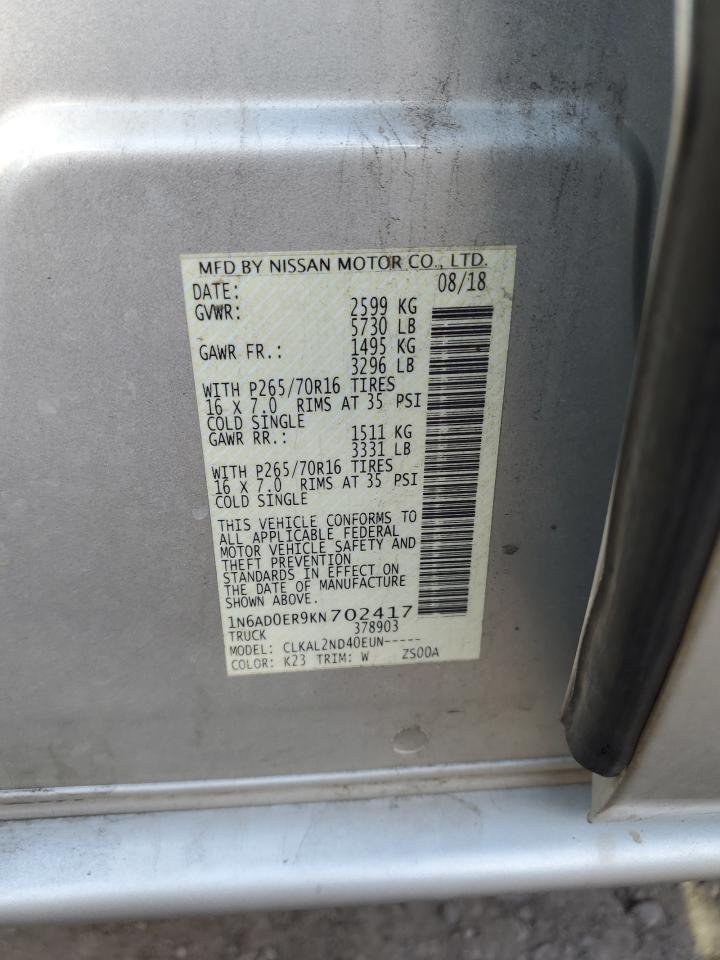 MFD BY NISSAN MOTOR CO., LTD.
DATE: 08/18
GVWR: 2599 KG
5730 LB
GAWR FR.: 1495 KG
3296 LB
WITH P265/70R16 TIRES
16 X 7.0 RIMS AT 35 PSI
COLD SINGLE
GAWR RR.: 1511 KG
3331 LB
WITH P265/70R16 TIRES
16 X 7.0 RIMS AT 35 PSI
COLD SINGLE
THIS VEHICLE CONFORMS TO
ALL APPLICABLE FEDERAL
MOTOR VEHICLE SAFETY AND
THEFT PREVENTION
STANDARDS IN EFFECT ON
THE DATE OF MANUFACTURE
SHOWN ABOVE.
1N6AD0ER9KN702417
TRUCK 378903
MODEL: CLKAL2ND40EUN-----
COLOR: K23 TRIM: W ZS00A